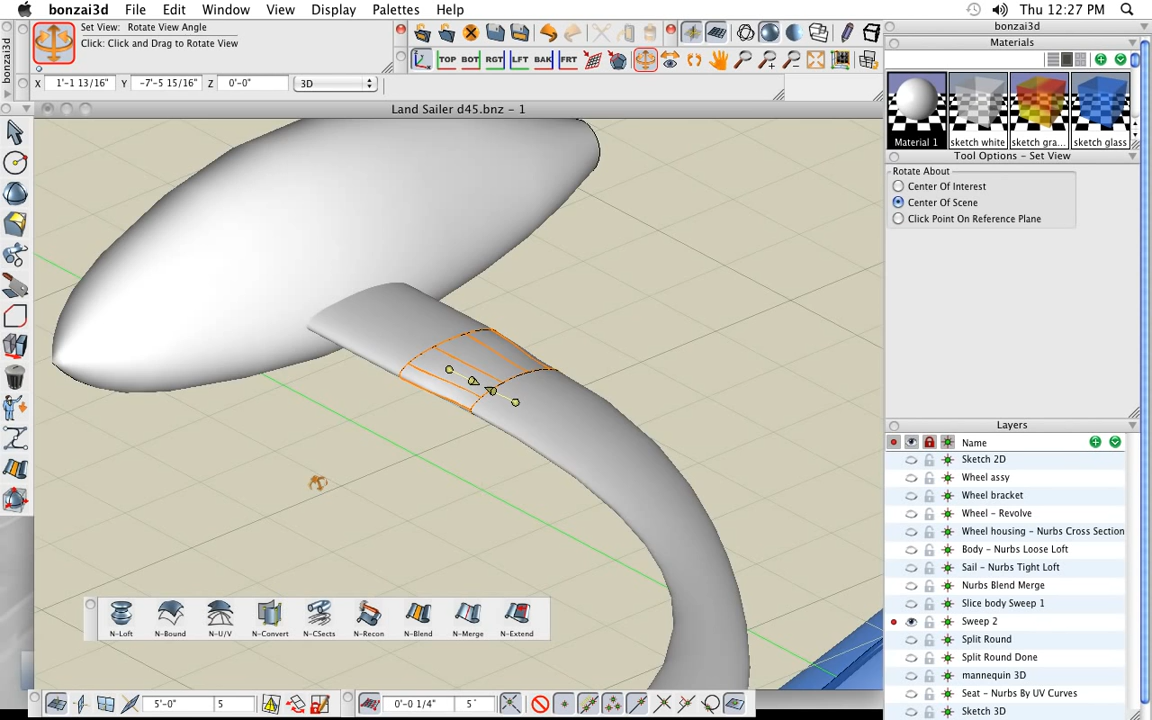 bonzai3d File Edit Window View Display Palettes Help Thu 12:27 PM
bonzai3d
Set View: Rotate View Angle
Click: Click and Drag to Rotate View
TOP BOT RGT LFT BAK FRT
X 1'-1 13/16" Y -7'-5 15/16" Z 0'-0" 3D
Land Sailer d45.bnz - 1
bonzai3d
Materials
Material 1 sketch white sketch gra... sketch glass
Tool Options - Set View
Rotate About
Center Of Interest
Center Of Scene
Click Point On Reference Plane
Layers
Name
Sketch 2D
Wheel assy
Wheel bracket
Wheel - Revolve
Wheel housing - Nurbs Cross Section
Body - Nurbs Loose Loft
Sail - Nurbs Tight Loft
Nurbs Blend Merge
Slice body Sweep 1
Sweep 2
Split Round
Split Round Done
mannequin 3D
Seat - Nurbs By UV Curves
Sketch 3D
N-Loft N-Bound N-U/V N-Convert N-CSects N-Recon N-Blend N-Merge N-Extend
5'-0" 5 0'-0 1/4" 5°